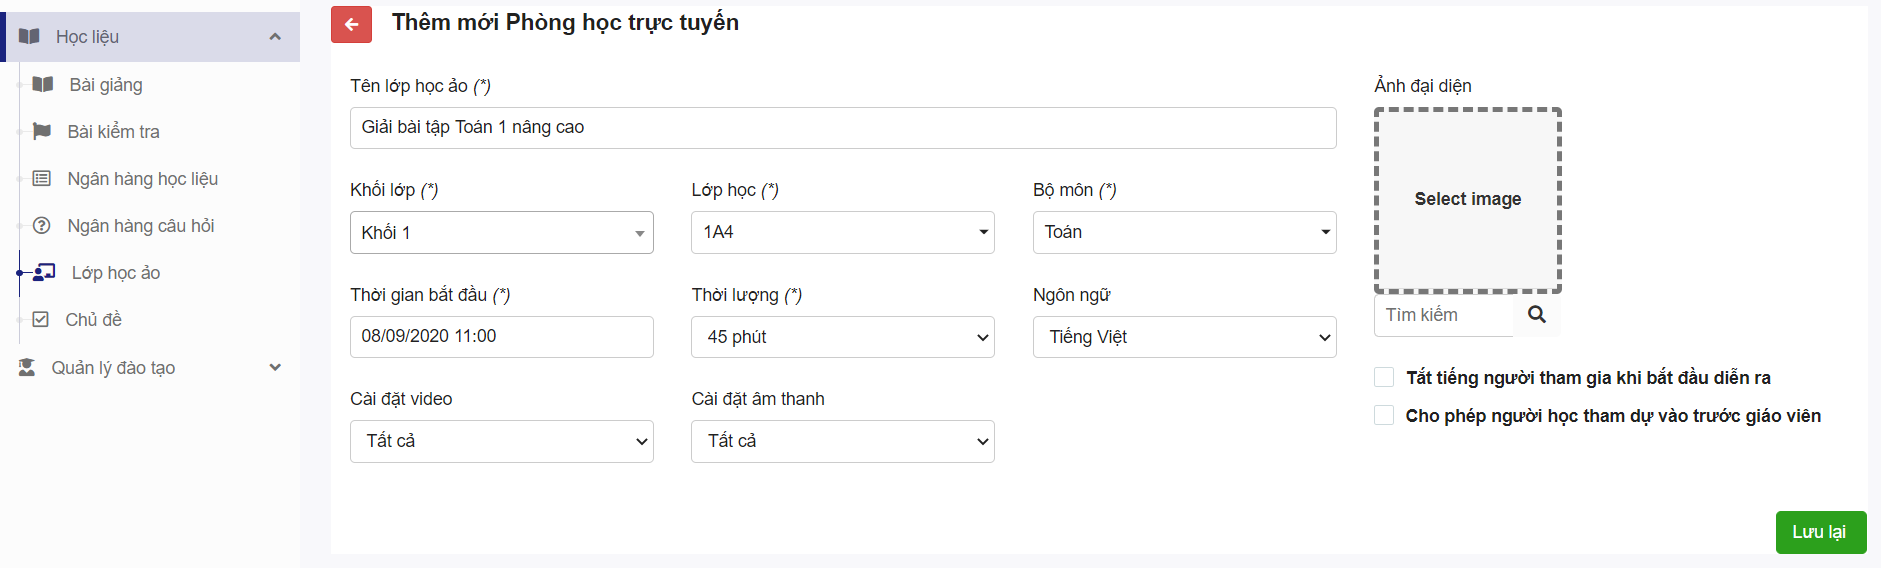 Học liệu
Bài giảng
Bài kiểm tra
Ngân hàng học liệu
Ngân hàng câu hỏi
Lớp học ảo
Chủ đề
Quản lý đào tạo
Thêm mới Phòng học trực tuyến
Tên lớp học ảo (*)
Giải bài tập Toán 1 nâng cao
Khối lớp (*) Lớp học (*) Bộ môn (*)
Khối 1 1A4 Toán
Thời gian bắt đầu (*) Thời lượng (*) Ngôn ngữ
08/09/2020 11:00 45 phút Tiếng Việt
Cài đặt video Cài đặt âm thanh
Tất cả Tất cả
Ảnh đại diện
Select image
Tìm kiếm
Tắt tiếng người tham gia khi bắt đầu diễn ra
Cho phép người học tham dự vào trước giáo viên
Lưu lại